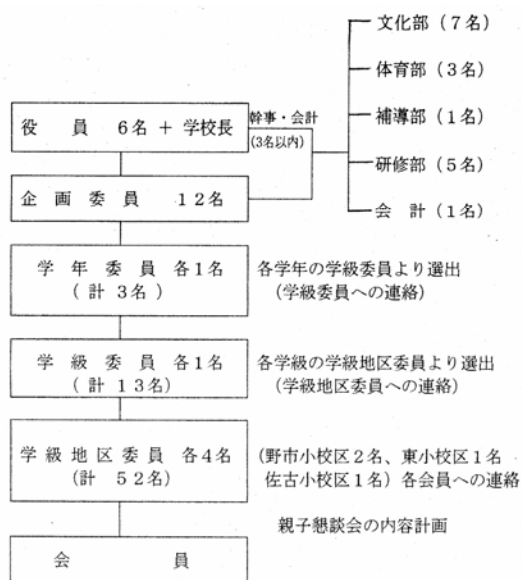 文化部（7名）
体育部（3名）
補導部（1名）
研修部（5名）
会 計（1名）
役 員 6名 ＋ 学校長
幹事・会計
(3名以内)
企 画 委 員 12名
学 年 委 員 各1名
( 計 3名 )
各学年の学級委員より選出
(学級委員への連絡)
学 級 委 員 各1名
( 計 13名)
各学級の学級地区委員より選出
(学級地区委員への連絡)
学 級 地 区 委 員 各4名
(計 52名)
(野市小校区2名、東小校区1名
佐古小校区1名) 各会員への連絡
親子懇談会の内容計画
会 員